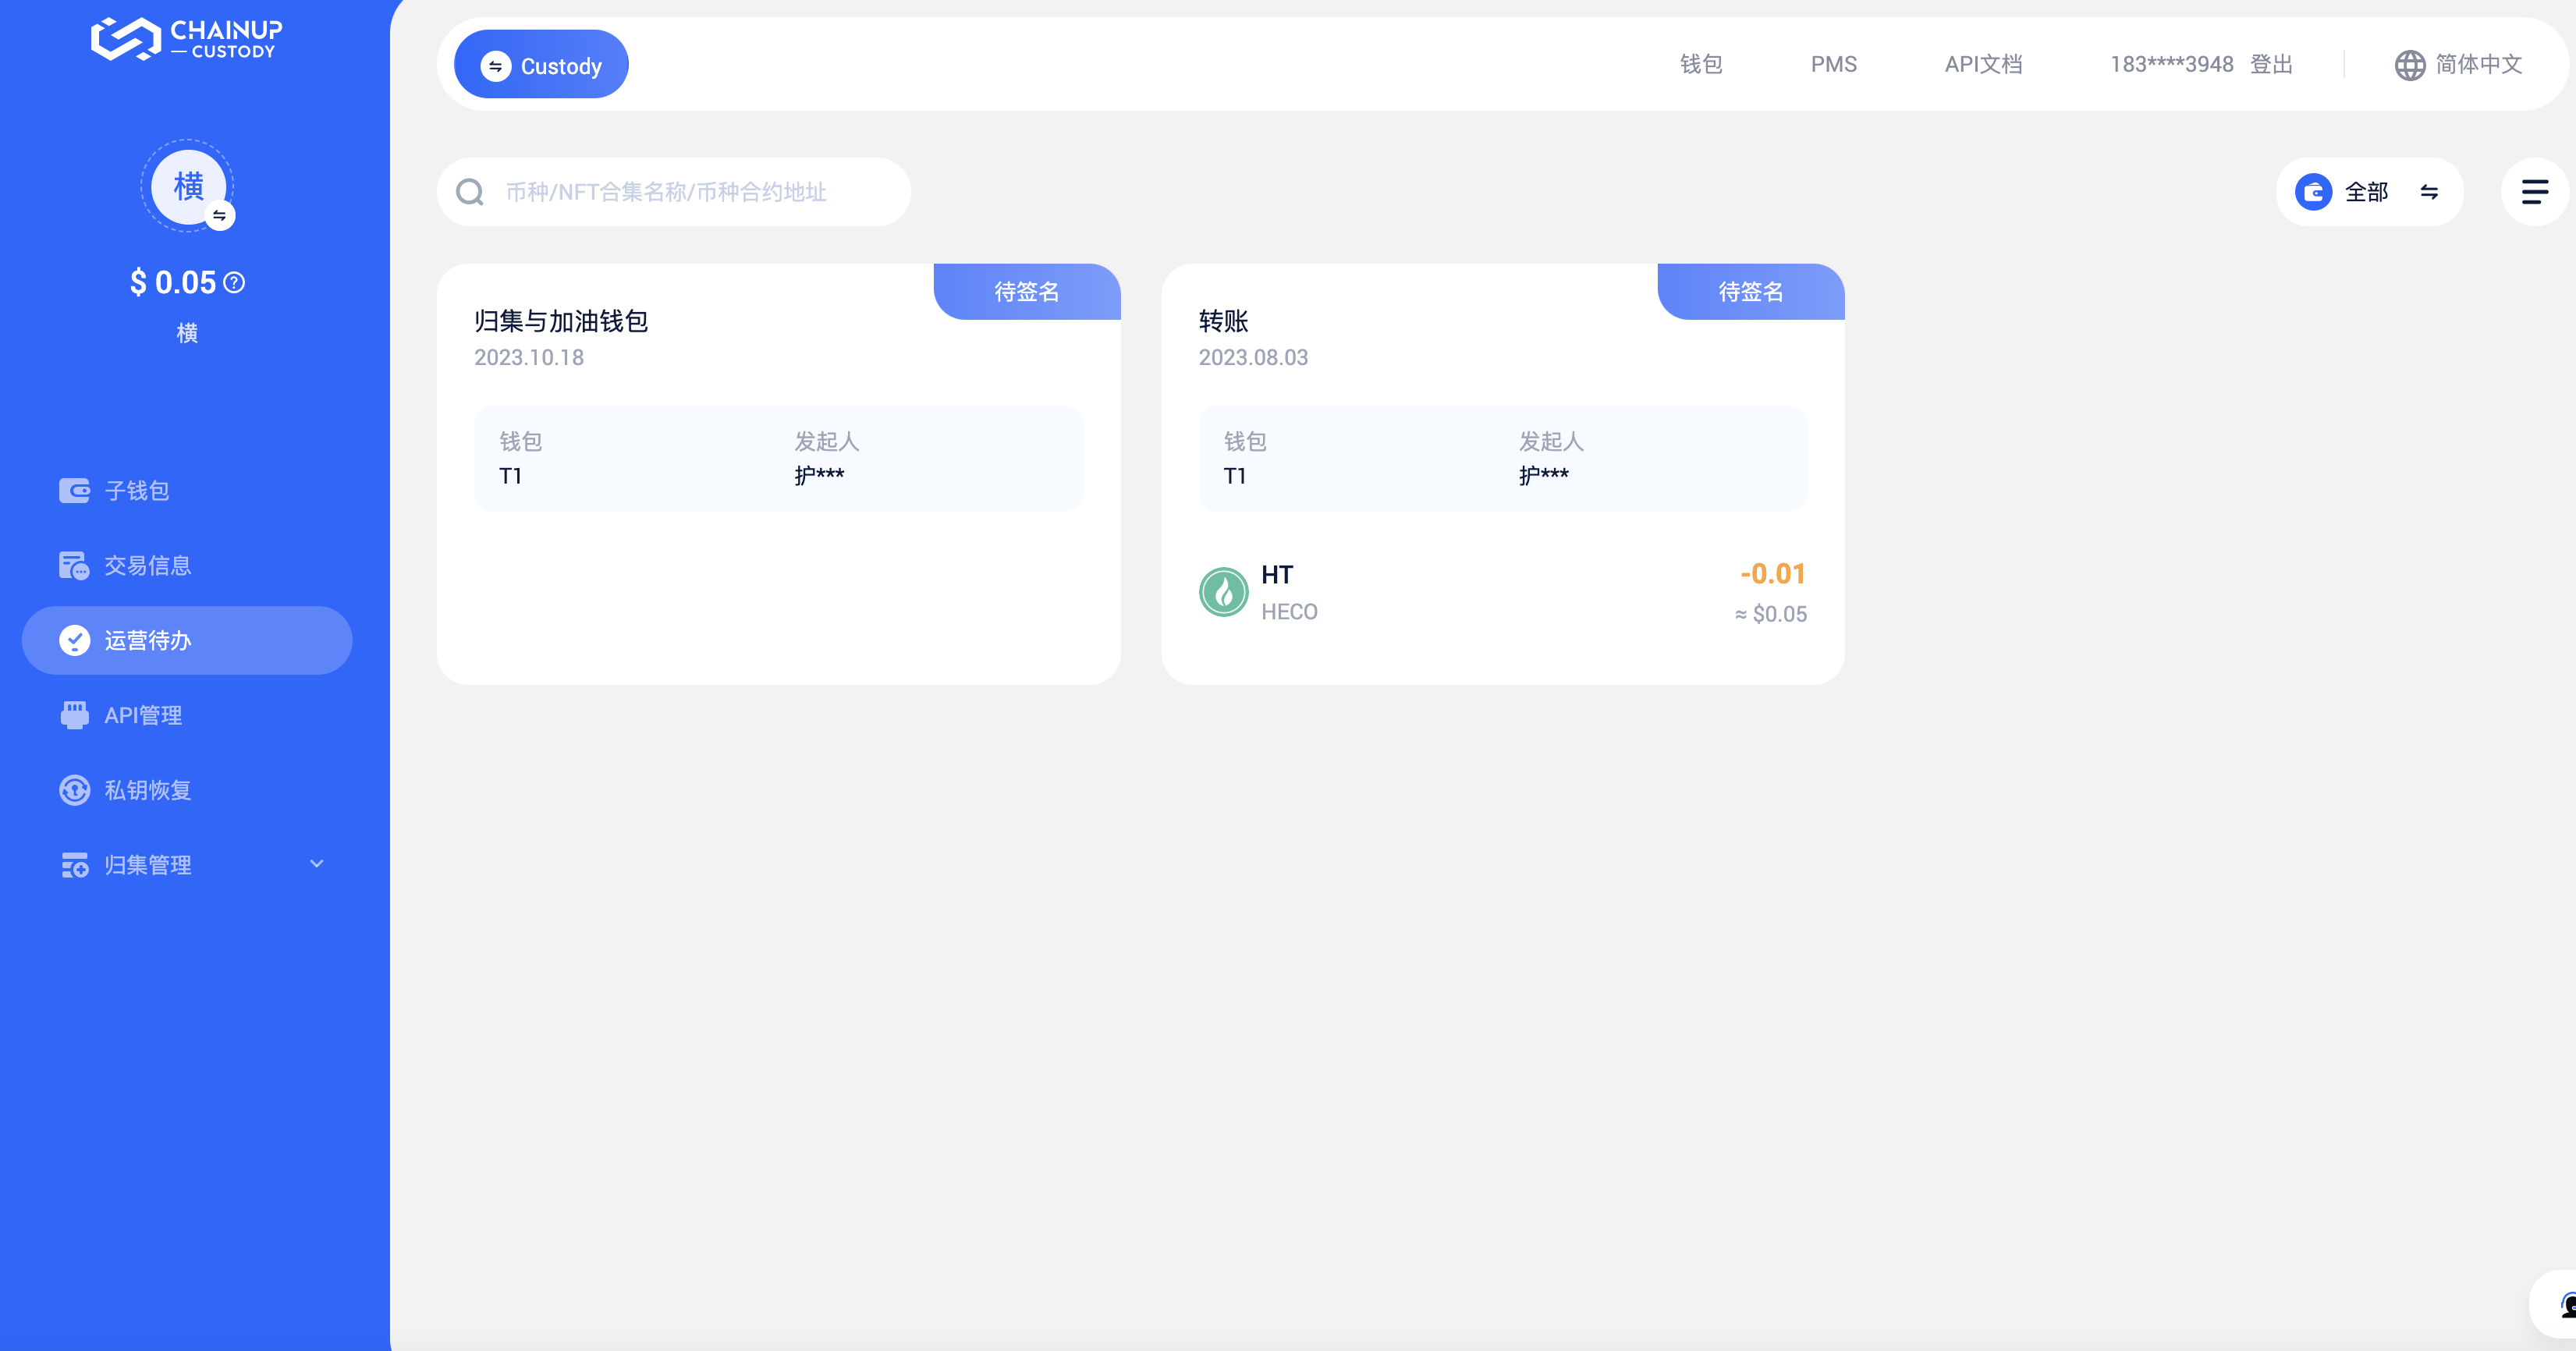 CHAINUP
CUSTODY
横
$ 0.05
横
子钱包
交易信息
运营待办
API管理
私钥恢复
归集管理
Custody
钱包 PMS API文档 183****3948 登出 简体中文
币种/NFT合集名称/币种合约地址
全部
待签名
归集与加油钱包
2023.10.18
钱包 发起人
T1 护***
待签名
转账
2023.08.03
钱包 发起人
T1 护***
HT -0.01
HECO ≈ $0.05